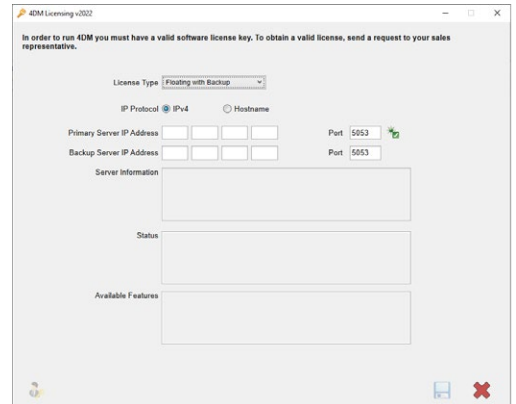 4DM Licensing v2022
In order to run 4DM you must have a valid software license key. To obtain a valid license, send a request to your sales
representative.
License Type Floating with Backup
IP Protocol IPv4 Hostname
Primary Server IP Address Port 5053
Backup Server IP Address Port 5053
Server Information
Status
Available Features